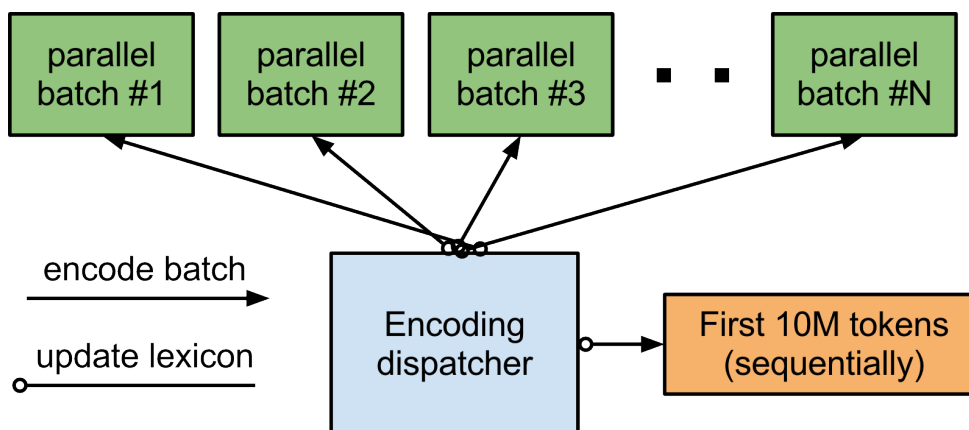 parallel
batch #1
parallel
batch #2
parallel
batch #3
parallel
batch #N
encode batch
update lexicon
Encoding
dispatcher
First 10M tokens
(sequentially)